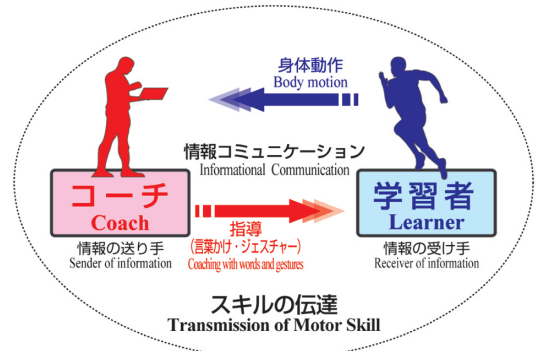 身体動作
Body motion
情報コミュニケーション
Informational Communication
コーチ
Coach
学習者
Learner
情報の送り手
Sender of information
指導
(言葉かけ・ジェスチャー)
Coaching with words and gestures
情報の受け手
Receiver of information
スキルの伝達
Transmission of Motor Skill